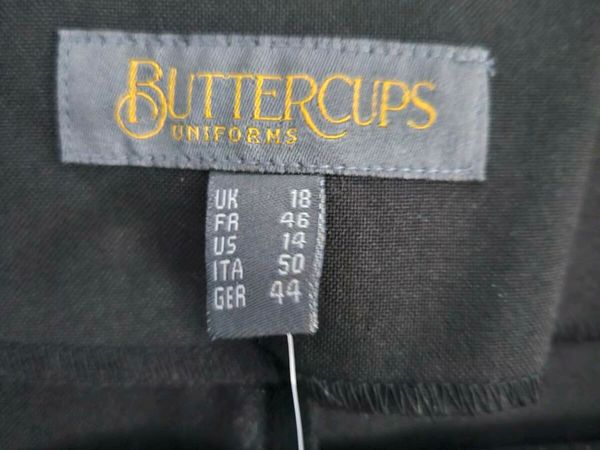 BUTTERCUPS
UNIFORMS
UK 18
FR 46
US 14
ITA 50
GER 44